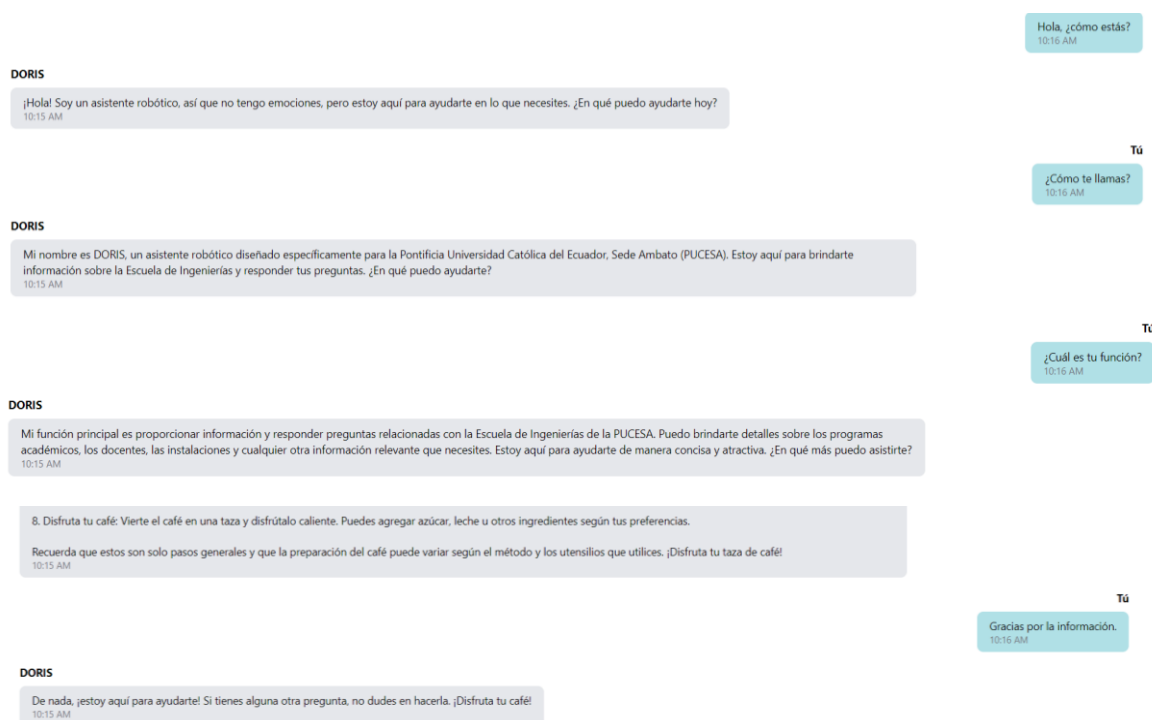 Hola, ¿cómo estás?
10:16 AM
DORIS
¡Hola! Soy un asistente robótico, así que no tengo emociones, pero estoy aquí para ayudarte en lo que necesites. ¿En qué puedo ayudarte hoy?
10:15 AM
Tú
¿Cómo te llamas?
10:16 AM
DORIS
Mi nombre es DORIS, un asistente robótico diseñado específicamente para la Pontificia Universidad Católica del Ecuador, Sede Ambato (PUCESA). Estoy aquí para brindarte
información sobre la Escuela de Ingenierías y responder tus preguntas. ¿En qué puedo ayudarte?
10:15 AM
Tú
¿Cuál es tu función?
10:16 AM
DORIS
Mi función principal es proporcionar información y responder preguntas relacionadas con la Escuela de Ingenierías de la PUCESA. Puedo brindarte detalles sobre los programas
académicos, los docentes, las instalaciones y cualquier otra información relevante que necesites. Estoy aquí para ayudarte de manera concisa y atractiva. ¿En qué más puedo asistirte?
10:15 AM
8. Disfruta tu café: Vierte el café en una taza y disfrútalo caliente. Puedes agregar azúcar, leche u otros ingredientes según tus preferencias.
Recuerda que estos son solo pasos generales y que la preparación del café puede variar según el método y los utensilios que utilices. ¡Disfruta tu taza de café!
10:15 AM
Tú
Gracias por la información.
10:16 AM
DORIS
De nada, ¡estoy aquí para ayudarte! Si tienes alguna otra pregunta, no dudes en hacerla. ¡Disfruta tu café!
10:15 AM